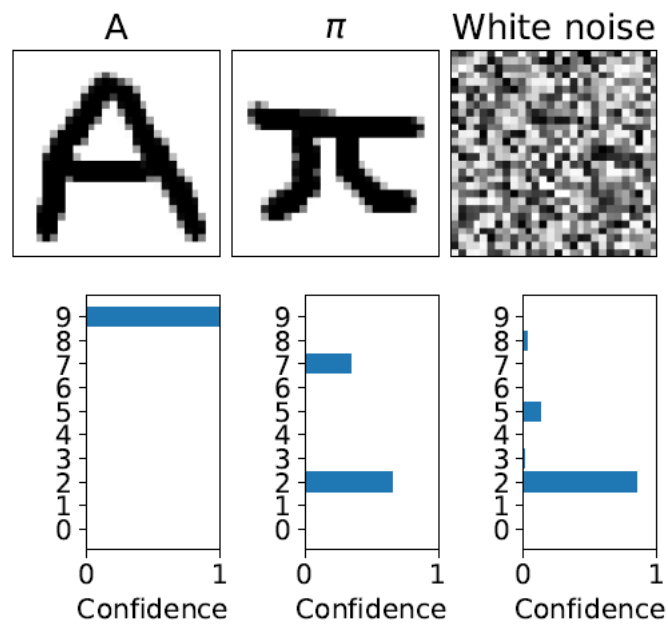 A π White noise
A π
9 9 9
8 8 8
7 7 7
6 6 6
5 5 5
4 4 4
3 3 3
2 2 2
1 1 1
0 0 0
0 1 0 1 0 1
Confidence Confidence Confidence